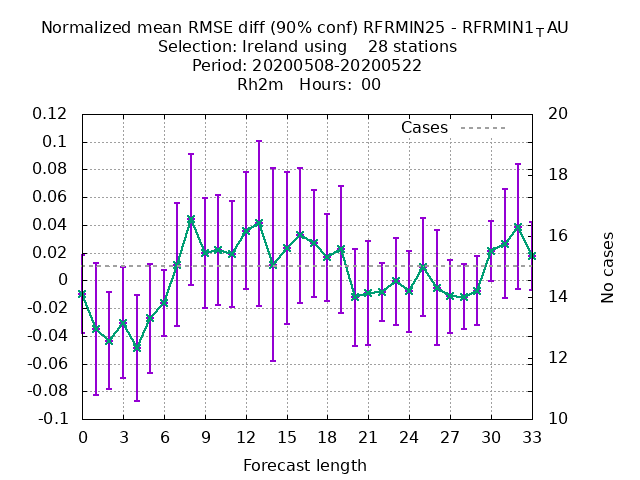 Normalized mean RMSE diff (90% conf) RFRMIN25 - RFRMIN1_TAU
Selection: Ireland using    28 stations
Period: 20200508-20200522
Rh2m   Hours:  00
Cases
0.12
0.1
0.08
0.06
0.04
0.02
0
-0.02
-0.04
-0.06
-0.08
-0.1
20
18
16
14
12
10
No cases
0 3 6 9 12 15 18 21 24 27 30 33
Forecast length